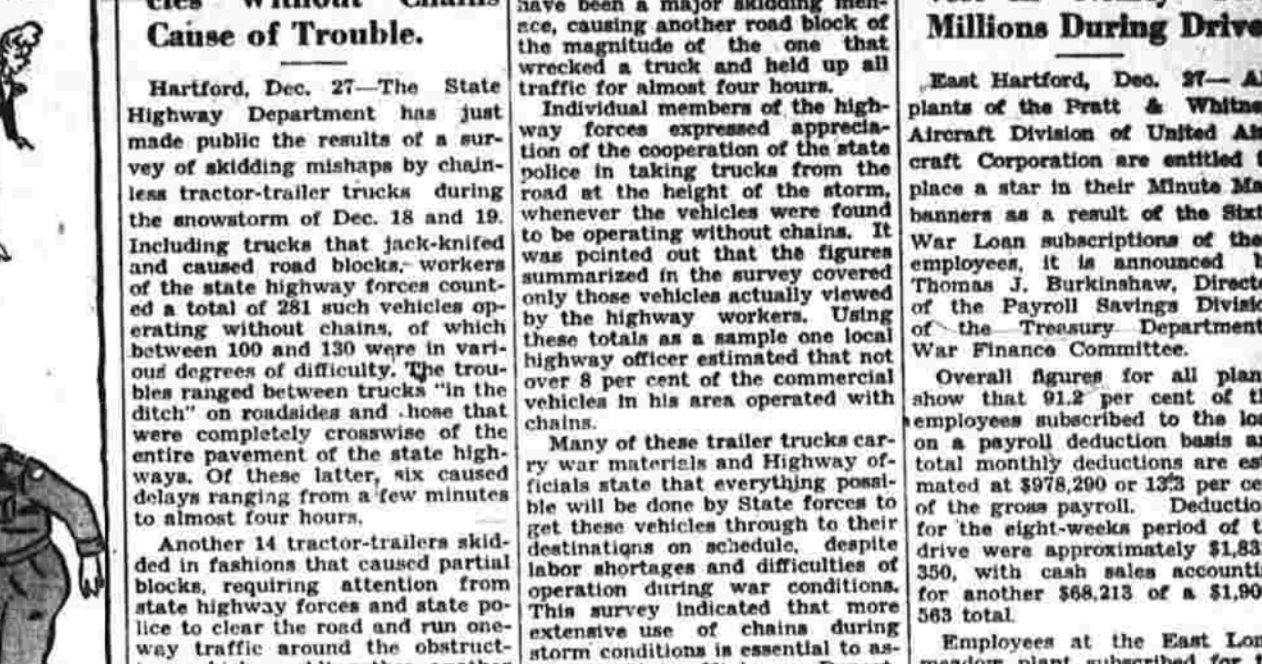 Cause of Trouble.
Hartford, Dec. 27—The State
Highway Department has just
made public the results of a sur-
vey of skidding mishaps by chain-
less tractor-trailer trucks during
the snowstorm of Dec. 18 and 19.
Including trucks that jack-knifed
and caused road blocks, workers
of the state highway forces count-
ed a total of 281 such vehicles op-
erating without chains, of which
between 100 and 130 were in vari-
ous degrees of difficulty. The trou-
bles ranged between trucks "in the
ditch" on roadsides and hose that
were completely crosswise of the
entire pavement of the state high-
ways. Of these latter, six caused
delays ranging from a few minutes
to almost four hours.
Another 14 tractor-trailers skid-
ded in fashions that caused partial
blocks, requiring attention from
state highway forces and state po-
lice to clear the road and run one-
way traffic around the obstruct-
have been a major skidding men-
ace, causing another road block of
the magnitude of the one that
wrecked a truck and held up all
traffic for almost four hours.
Individual members of the high-
way forces expressed apprecia-
tion of the cooperation of the state
police in taking trucks from the
road at the height of the storm,
whenever the vehicles were found
to be operating without chains. It
was pointed out that the figures
summarized in the survey covered
only those vehicles actually viewed
by the highway workers. Using
these totals as a sample one local
highway officer estimated that not
over 8 per cent of the commercial
vehicles in his area operated with
chains.
Many of these trailer trucks car-
ry war materials and Highway of-
ficials state that everything possi-
ble will be done by State forces to
get these vehicles through to their
destinations on schedule, despite
labor shortages and difficulties of
operation during war conditions.
This survey indicated that more
extensive use of chains during
storm conditions is essential to as-
Millions During Drive
East Hartford, Dec. 27— Al
plants of the Pratt & Whitne
Aircraft Division of United Air
craft Corporation are entitled t
place a star in their Minute Ma
banners as a result of the Sixt
War Loan subscriptions of the
employees, it is announced b
Thomas J. Burkinshaw, Directo
of the Payroll Savings Divisio
of the Treasury Department
War Finance Committee.
Overall figures for all plan
show that 91.2 per cent of th
employees subscribed to the loa
on a payroll deduction basis an
total monthly deductions are est
mated at $978,290 or 13.3 per ce
of the gross payroll. Deductio
for the eight-weeks period of t
drive were approximately $1,83
350, with cash sales accounti
for another $68,213 of a $1,90
563 total.
Employees at the East Lon